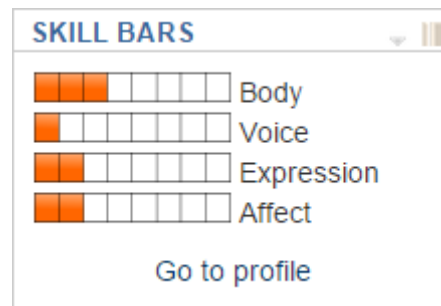 SKILL BARS
Body
Voice
Expression
Affect
Go to profile